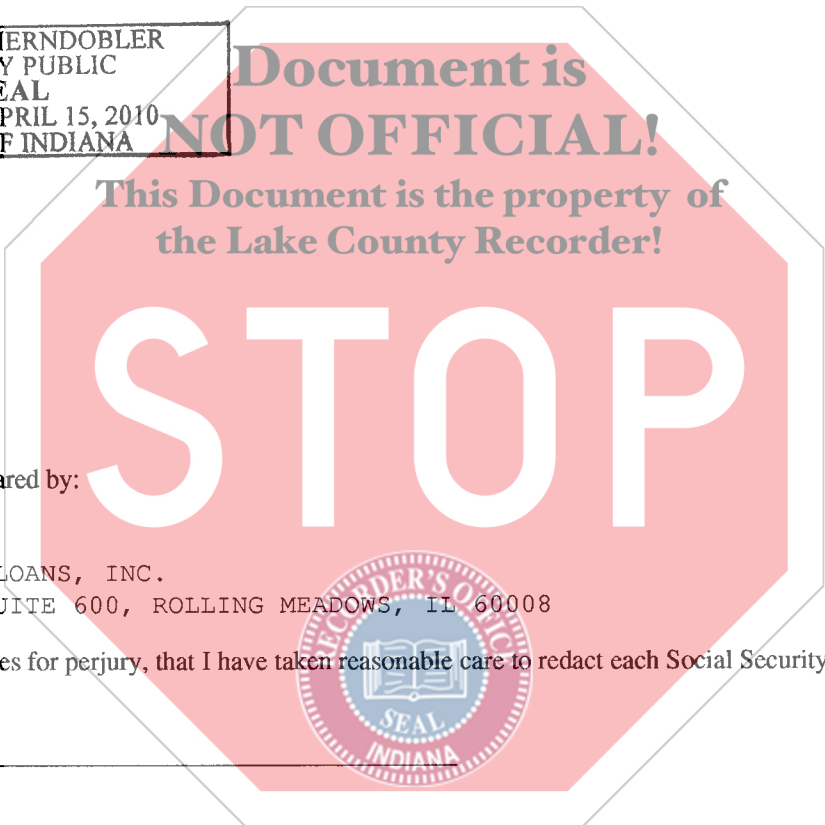 HERNDOBLER
Y PUBLIC
EAL
PRIL 15, 2010
F INDIANA
Document is
NOT OFFICIAL!
This Document is the property of
the Lake County Recorder!
STOP
ared by:
LOANS, INC.
UITE 600, ROLLING MEADOWS, IL 60008
es for perjury, that I have taken reasonable care to redact each Social Security
RECORDER'S OFFICE
SEAL
INDIANA